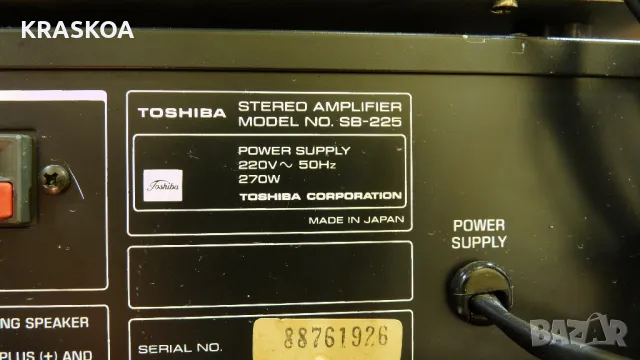 KRASKOA
TOSHIBA STEREO AMPLIFIER
MODEL NO. SB-225
POWER SUPPLY
220V~ 50Hz
270W
Toshiba
TOSHIBA CORPORATION
MADE IN JAPAN
POWER
SUPPLY
NG SPEAKER
PLUS (+) AND
SERIAL NO. 88761926
BAZAR